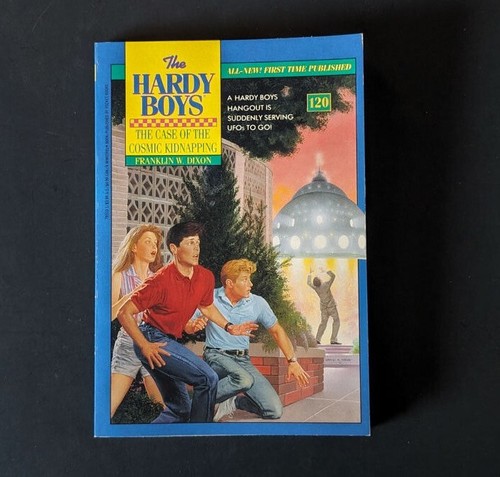 The
HARDY
BOYS
THE CASE OF THE
COSMIC KIDNAPPING
FRANKLIN W. DIXON
ALL-NEW! FIRST TIME PUBLISHED
120
A HARDY BOYS
HANGOUT IS
SUDDENLY SERVING
UFOs TO GO!